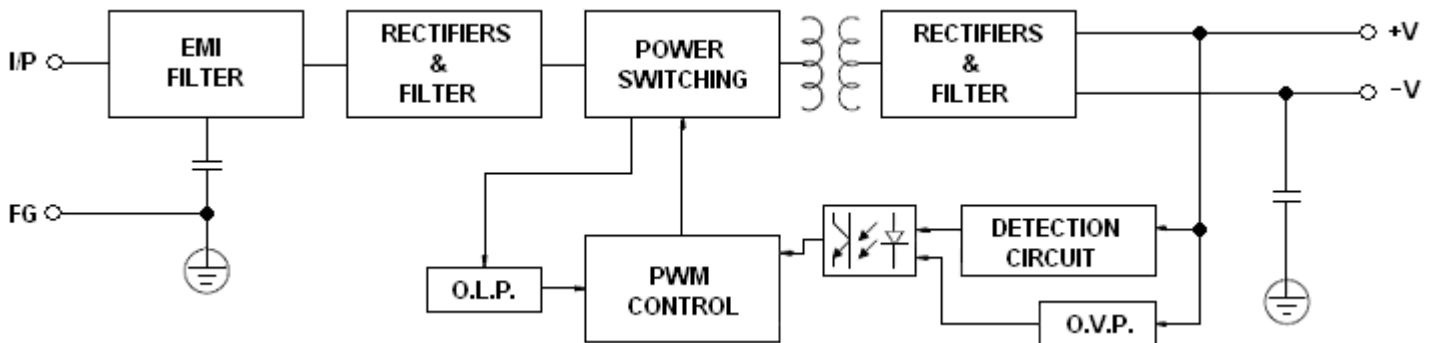 I/P
EMI
FILTER
RECTIFIERS
&
FILTER
POWER
SWITCHING
RECTIFIERS
&
FILTER
+V
-V
FG
O.L.P.
PWM
CONTROL
DETECTION
CIRCUIT
O.V.P.